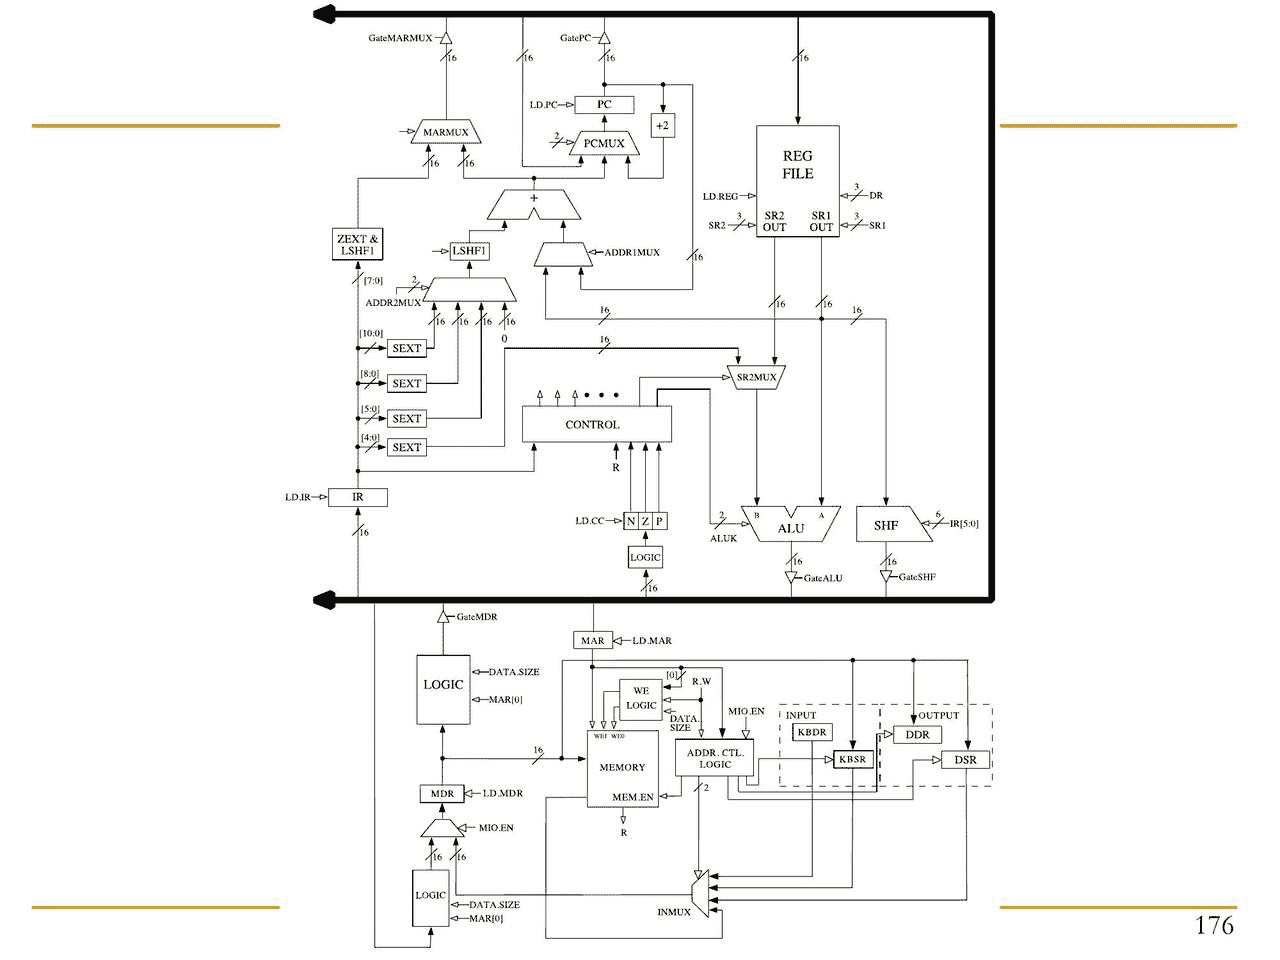 GateMARMUX
GatePC
16
16
16
16
LD.PC
PC
+2
MARMUX
2
PCMUX
16
16
REG
FILE
+
LD.REG
3
DR
SR2
3
SR2
OUT
SR1
OUT
3
SR1
ZEXT &
LSHF1
LSHF1
ADDR1MUX
16
[7:0]
2
ADDR2MUX
16
16
16
16
16
16
16
16
0
[10:0]
SEXT
16
[8:0]
SEXT
SR2MUX
[5:0]
SEXT
CONTROL
[4:0]
SEXT
R
LD.IR
IR
16
LD.CC
N Z P
2
ALUK
B
A
ALU
SHF
6
IR[5:0]
LOGIC
16
16
GateALU
16
GateSHF
GateMDR
MAR
LD.MAR
LOGIC
DATA.SIZE
MAR[0]
[0]
R.W
WE
LOGIC
DATA.
SIZE
MIO.EN
INPUT
OUTPUT
KBDR
DDR
WE1 WE0
16
MEMORY
ADDR. CTL.
LOGIC
KBSR
DSR
MDR
LD.MDR
MEM.EN
2
R
MIO.EN
16
16
LOGIC
DATA.SIZE
MAR[0]
INMUX
176